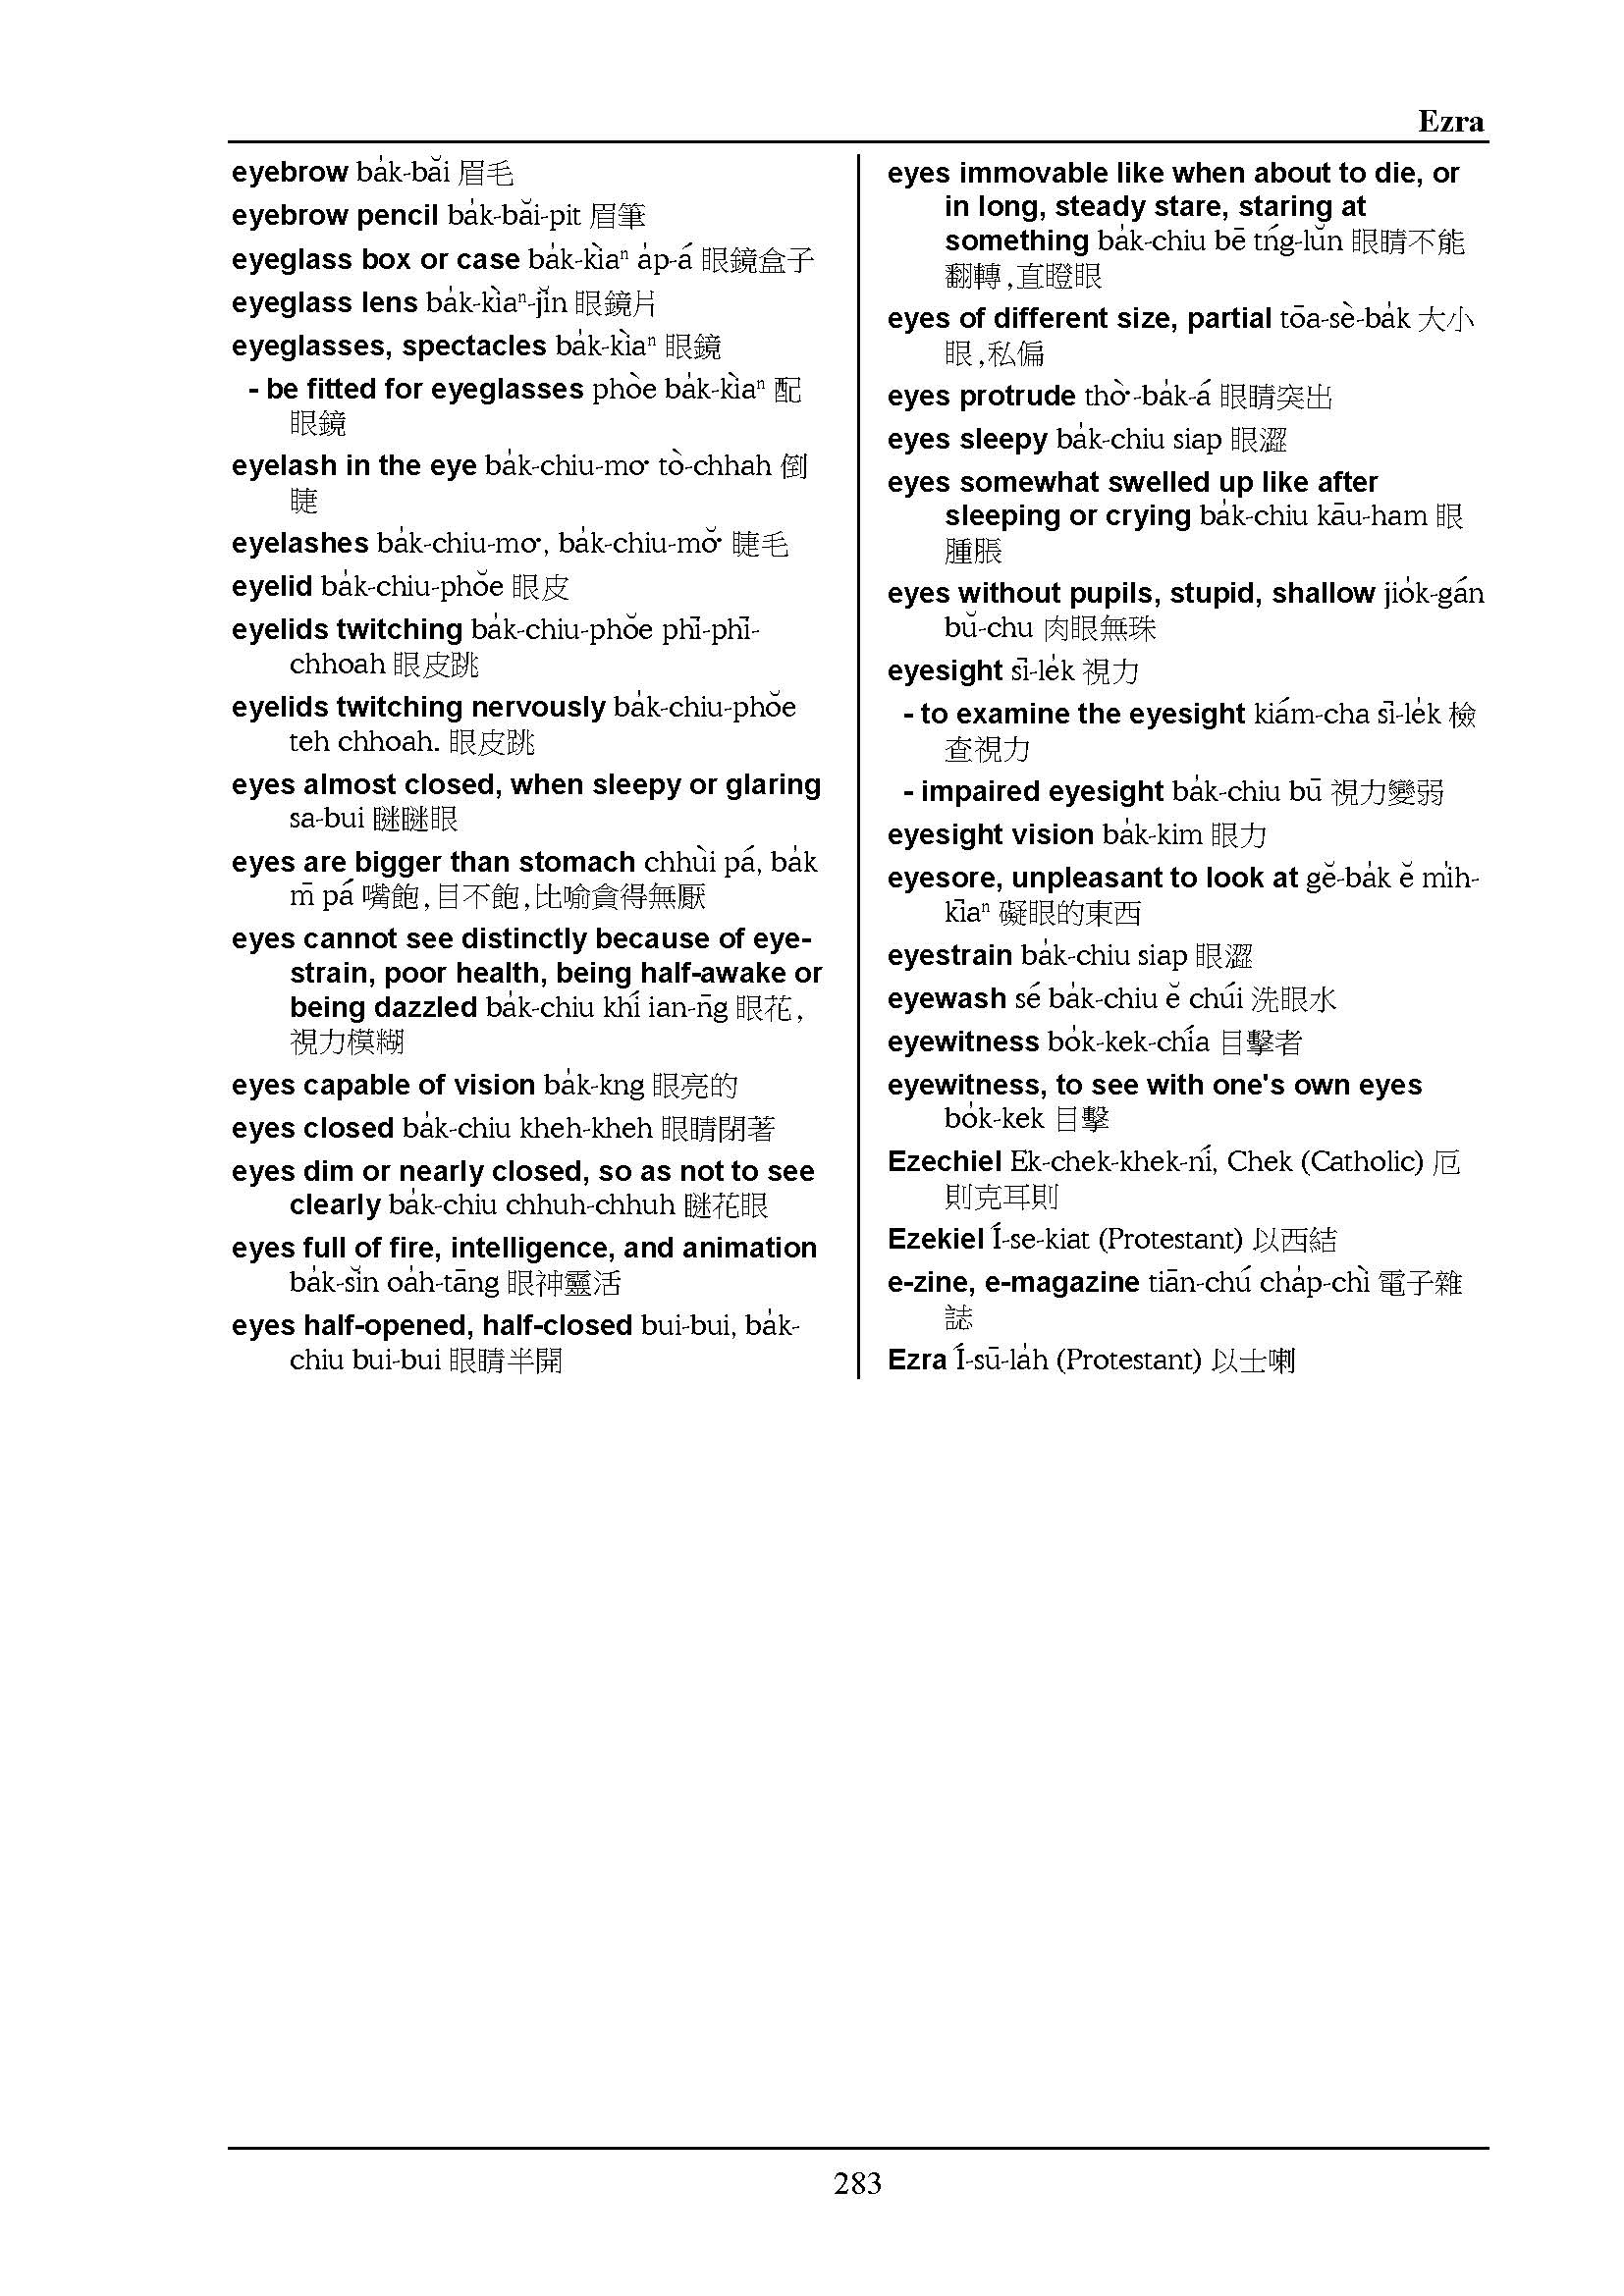 Ezra
eyebrow ba̍k-băi 眉毛
eyebrow pencil ba̍k-băi-pit 眉筆
eyeglass box or case ba̍k-kìaⁿ a̍p-á 眼鏡盒子
eyeglass lens ba̍k-kìaⁿ-jĭn 眼鏡片
eyeglasses, spectacles ba̍k-kìaⁿ 眼鏡
- be fitted for eyeglasses phòe ba̍k-kìaⁿ 配
眼鏡
eyelash in the eye ba̍k-chiu-mo͘ tò-chhah 倒
睫
eyelashes ba̍k-chiu-mo͘, ba̍k-chiu-mŏ͘ 睫毛
eyelid ba̍k-chiu-phŏe 眼皮
eyelids twitching ba̍k-chiu-phŏe phī-phī-
chhoah 眼皮跳
eyelids twitching nervously ba̍k-chiu-phŏe
teh chhoah. 眼皮跳
eyes almost closed, when sleepy or glaring
sa-bui 瞇瞇眼
eyes are bigger than stomach chhùi pá, ba̍k
m̄ pá 嘴飽,目不飽,比喻貪得無厭
eyes cannot see distinctly because of eye-
strain, poor health, being half-awake or
being dazzled ba̍k-chiu khí ian-n̄g 眼花,
視力模糊
eyes capable of vision ba̍k-kng 眼亮的
eyes closed ba̍k-chiu kheh-kheh 眼睛閉著
eyes dim or nearly closed, so as not to see
clearly ba̍k-chiu chhuh-chhuh 瞇花眼
eyes full of fire, intelligence, and animation
ba̍k-sĭn oa̍h-tāng 眼神靈活
eyes half-opened, half-closed bui-bui, ba̍k-
chiu bui-bui 眼睛半開
eyes immovable like when about to die, or
in long, steady stare, staring at
something ba̍k-chiu bē tńg-lŭn 眼睛不能
翻轉,直瞪眼
eyes of different size, partial tōa-sè-ba̍k 大小
眼,私偏
eyes protrude thò͘-ba̍k-á 眼睛突出
eyes sleepy ba̍k-chiu siap 眼澀
eyes somewhat swelled up like after
sleeping or crying ba̍k-chiu kāu-ham 眼
腫脹
eyes without pupils, stupid, shallow jio̍k-gán
bŭ-chu 肉眼無珠
eyesight sī-le̍k 視力
- to examine the eyesight kiám-cha sī-le̍k 檢
查視力
- impaired eyesight ba̍k-chiu bū 視力變弱
eyesight vision ba̍k-kim 眼力
eyesore, unpleasant to look at gĕ-ba̍k ĕ mi̍h-
kīaⁿ 礙眼的東西
eyestrain ba̍k-chiu siap 眼澀
eyewash sé ba̍k-chiu ĕ chúi 洗眼水
eyewitness bo̍k-kek-chía 目擊者
eyewitness, to see with one's own eyes
bo̍k-kek 目擊
Ezechiel Ek-chek-khek-ní, Chek (Catholic) 厄
則克耳則
Ezekiel Í-se-kiat (Protestant) 以西結
e-zine, e-magazine tiān-chú cha̍p-chì 電子雜
誌
Ezra Í-sū-la̍h (Protestant) 以士喇
283